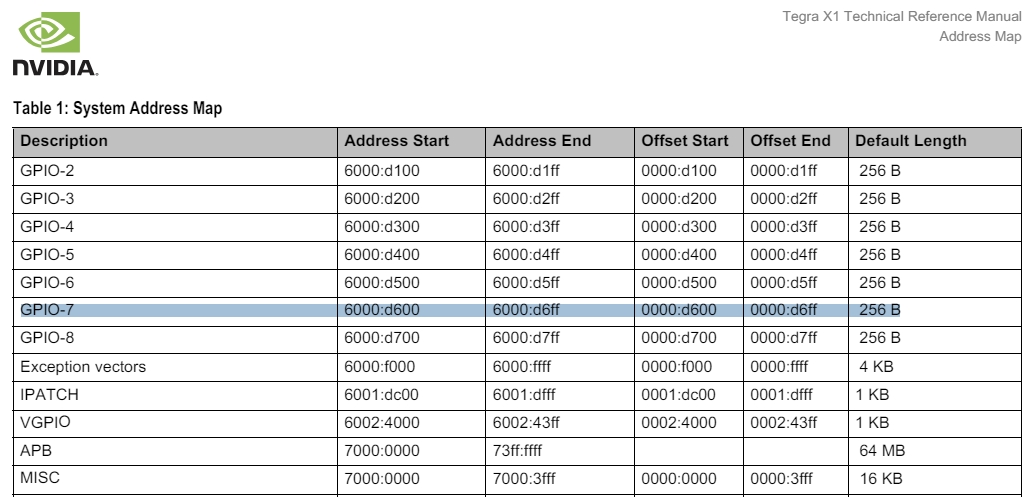 Tegra X1 Technical Reference Manual
Address Map
NVIDIA.
Table 1: System Address Map
Description Address Start Address End Offset Start Offset End Default Length
GPIO-2 6000:d100 6000:d1ff 0000:d100 0000:d1ff 256 B
GPIO-3 6000:d200 6000:d2ff 0000:d200 0000:d2ff 256 B
GPIO-4 6000:d300 6000:d3ff 0000:d300 0000:d3ff 256 B
GPIO-5 6000:d400 6000:d4ff 0000:d400 0000:d4ff 256 B
GPIO-6 6000:d500 6000:d5ff 0000:d500 0000:d5ff 256 B
GPIO-7 6000:d600 6000:d6ff 0000:d600 0000:d6ff 256 B
GPIO-8 6000:d700 6000:d7ff 0000:d700 0000:d7ff 256 B
Exception vectors 6000:f000 6000:ffff 0000:f000 0000:ffff 4 KB
IPATCH 6001:dc00 6001:dfff 0001:dc00 0001:dfff 1 KB
VGPIO 6002:4000 6002:43ff 0002:4000 0002:43ff 1 KB
APB 7000:0000 73ff:ffff 64 MB
MISC 7000:0000 7000:3fff 0000:0000 0000:3fff 16 KB